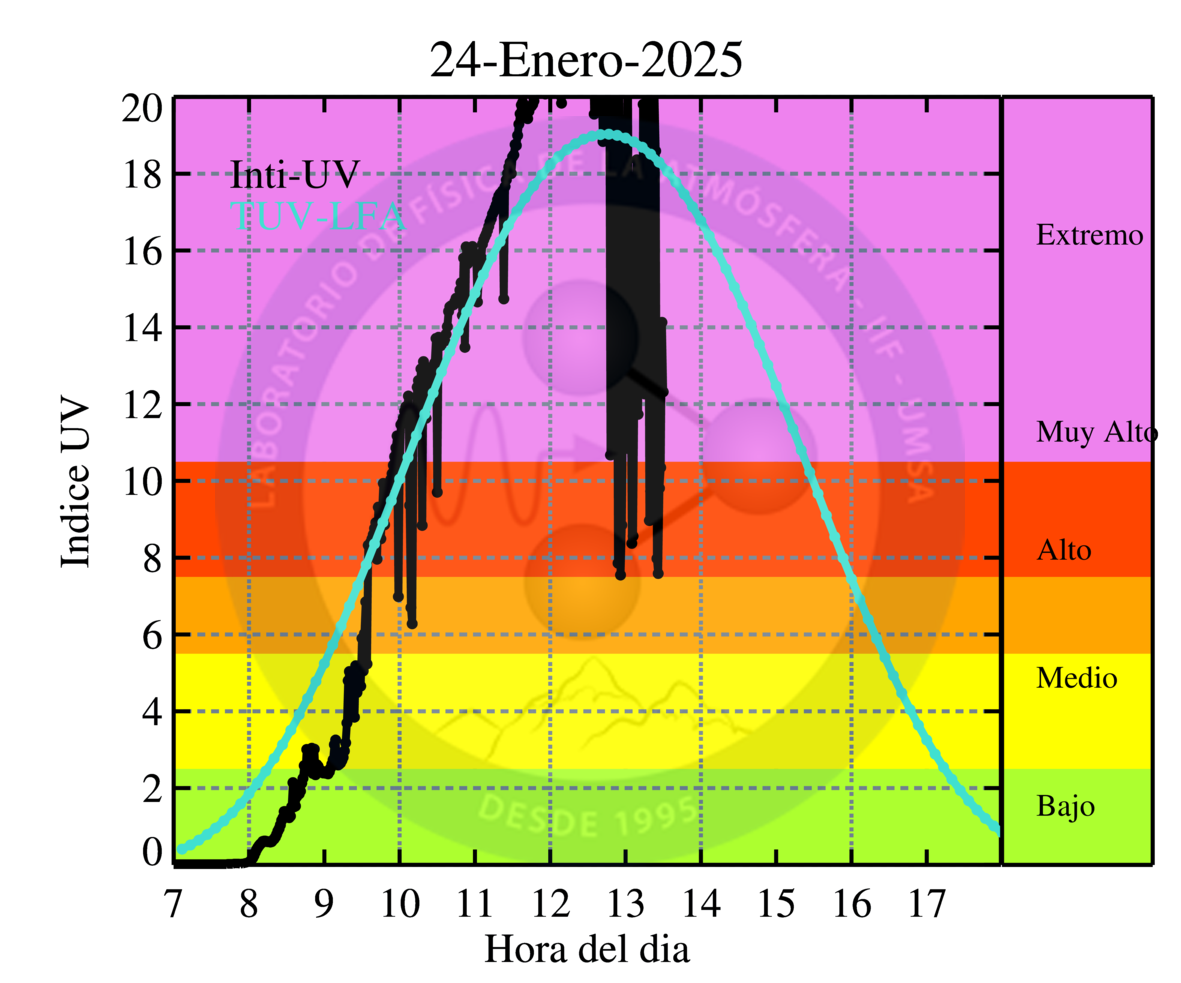 24-Enero-2025
Inti-UV
TUV-LFA
LABORATORIO DE FÍSICA DE LA ATMÓSFERA - IIF - UMSA
DESDE 1995
Indice UV
20
18
16
14
12
10
8
6
4
2
0
7 8 9 10 11 12 13 14 15 16 17
Hora del dia
Extremo
Muy Alto
Alto
Medio
Bajo